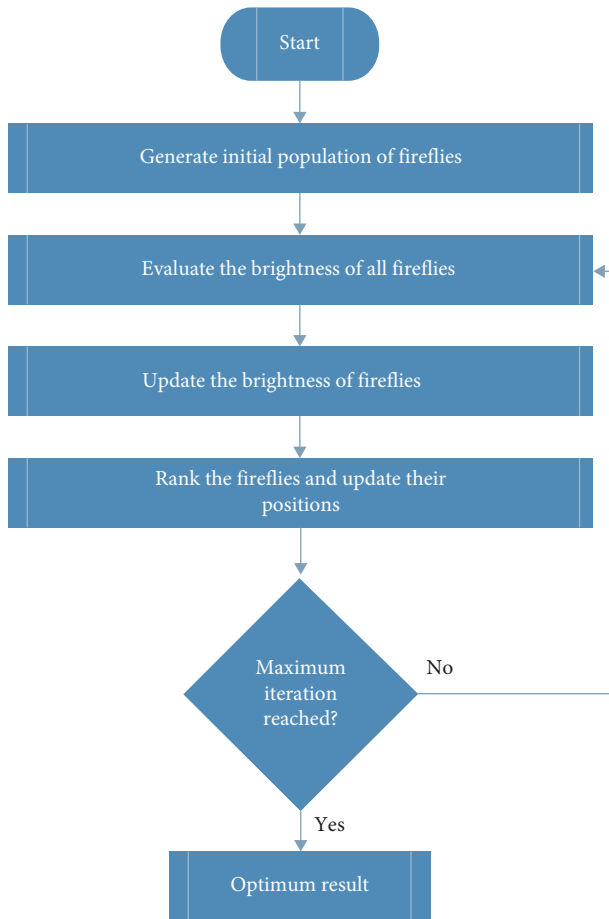 Start
Generate initial population of fireflies
Evaluate the brightness of all fireflies
Update the brightness of fireflies
Rank the fireflies and update their
positions
Maximum
iteration
reached?
No
Yes
Optimum result